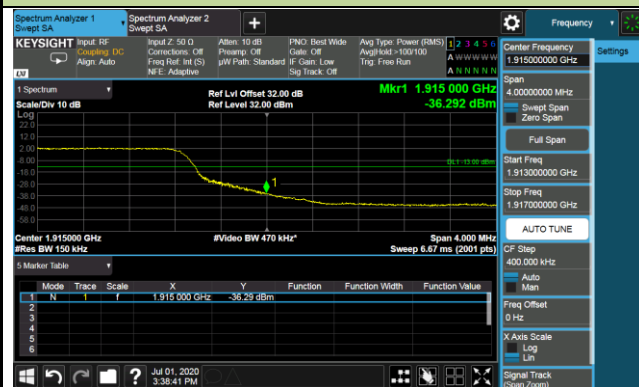 Spectrum Analyzer 1
Swept SA
Spectrum Analyzer 2
Swept SA
+
Frequency
KEYSIGHT
Input: RF
Coupling: DC
Align: Auto
Input Z: 50 Ω
Corrections: Off
Freq Ref: Int (S)
NFE: Adaptive
Atten: 10 dB
Preamp: Off
µW Path: Standard
PNO: Best Wide
Gate: Off
IF Gain: Low
Sig Track: Off
Avg Type: Power (RMS)
Avg|Hold:>100/100
Trig: Free Run
1 2 3 4 5 6
A W W W W W
A N N N N N
LXI
1 Spectrum
Scale/Div 10 dB
Ref Lvl Offset 32.00 dB
Ref Level 32.00 dBm
Mkr1 1.915 000 GHz
-36.292 dBm
Log
22.0
12.0
2.00
-8.00
-18.0
-28.0
-38.0
-48.0
-58.0
DL1 -13.00 dBm
1
Center 1.915000 GHz
#Res BW 150 kHz
#Video BW 470 kHz*
Span 4.000 MHz
Sweep 6.67 ms (2001 pts)
5 Marker Table
Mode Trace Scale X Y Function Function Width Function Value
1 N 1 f 1.915 000 GHz -36.29 dBm
2
3
4
5
6
Center Frequency
1.915000000 GHz
Settings
Span
4.00000000 MHz
Swept Span
Zero Span
Full Span
Start Freq
1.913000000 GHz
Stop Freq
1.917000000 GHz
AUTO TUNE
CF Step
400.000 kHz
Auto
Man
Freq Offset
0 Hz
X Axis Scale
Log
Lin
Signal Track
(Span Zoom)
?
Jul 01, 2020
3:38:41 PM